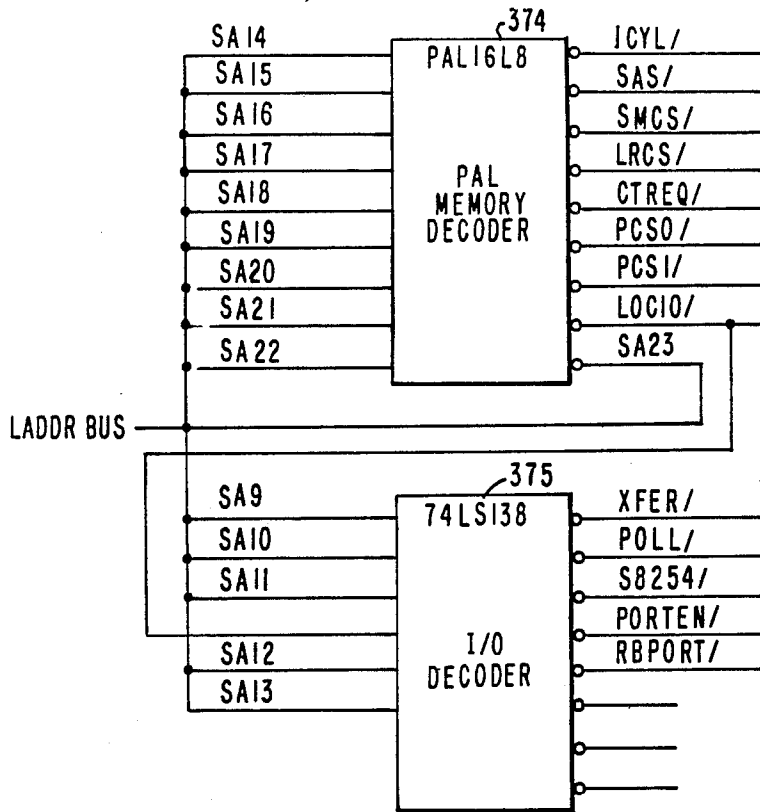 374
SA14
PAL16L8
ICYL/
SA15
SAS/
SA16
SMCS/
SA17
PAL
LRCS/
SA18
MEMORY
CTREQ/
SA19
DECODER
PCS0/
SA20
PCS1/
SA21
LOCIO/
SA22
SA23
LADDR BUS
375
SA9
74LS138
XFER/
SA10
POLL/
SA11
S8254/
PORTEN/
I/O
SA12
DECODER
RBPORT/
SA13